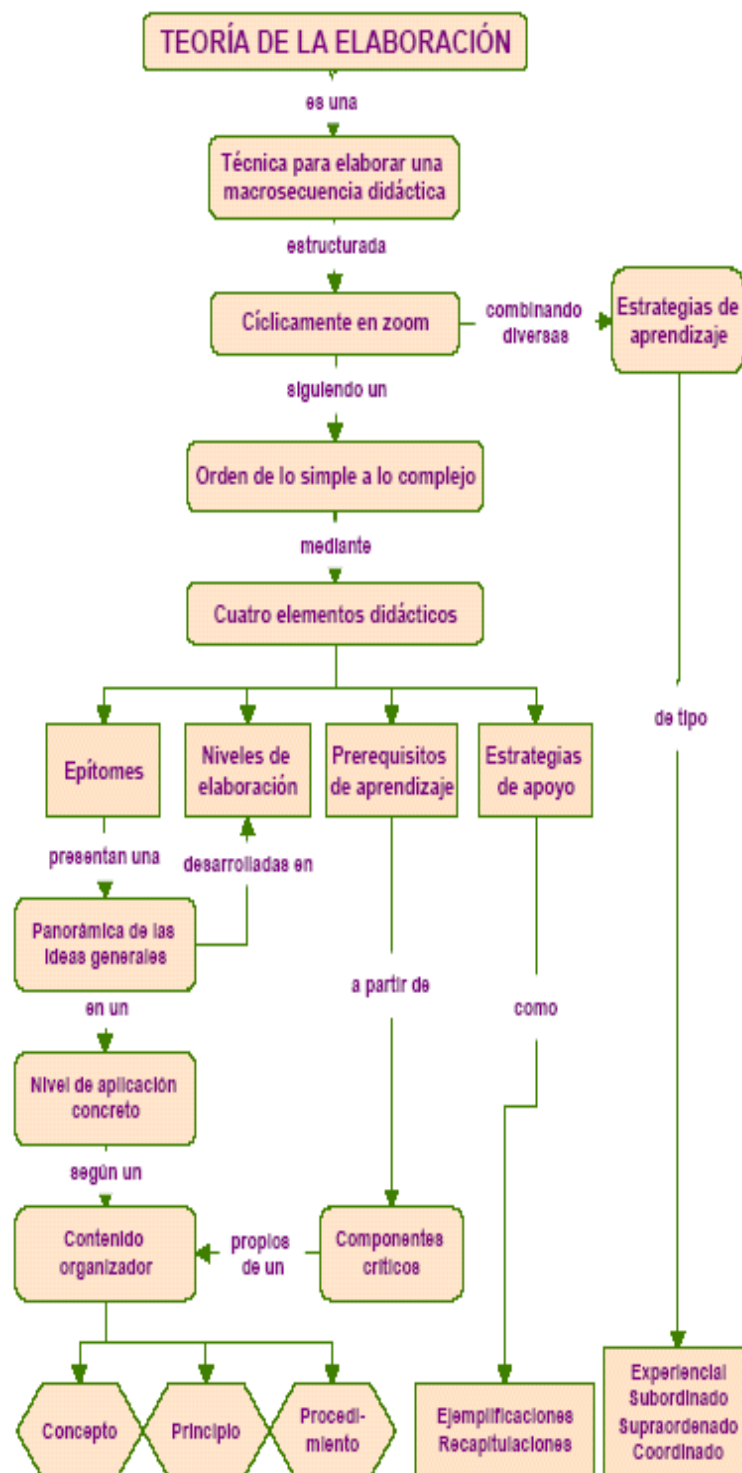 TEORÍA DE LA ELABORACIÓN
es una
Técnica para elaborar una
macrosecuencia didáctica
estructurada
Cíclicamente en zoom
combinando
diversas
Estrategias de
aprendizaje
siguiendo un
Orden de lo simple a lo complejo
mediante
Cuatro elementos didácticos
de tipo
Epítomes
Niveles de
elaboración
Prerequisitos
de aprendizaje
Estrategias
de apoyo
presentan una
desarrolladas en
Panorámica de las
ideas generales
a partir de
como
en un
Nivel de aplicación
concreto
según un
Contenido
organizador
propios
de un
Componentes
críticos
Concepto
Principio
Procedi-
miento
Ejemplificaciones
Recapitulaciones
Experiencial
Subordinado
Supraordenado
Coordinado